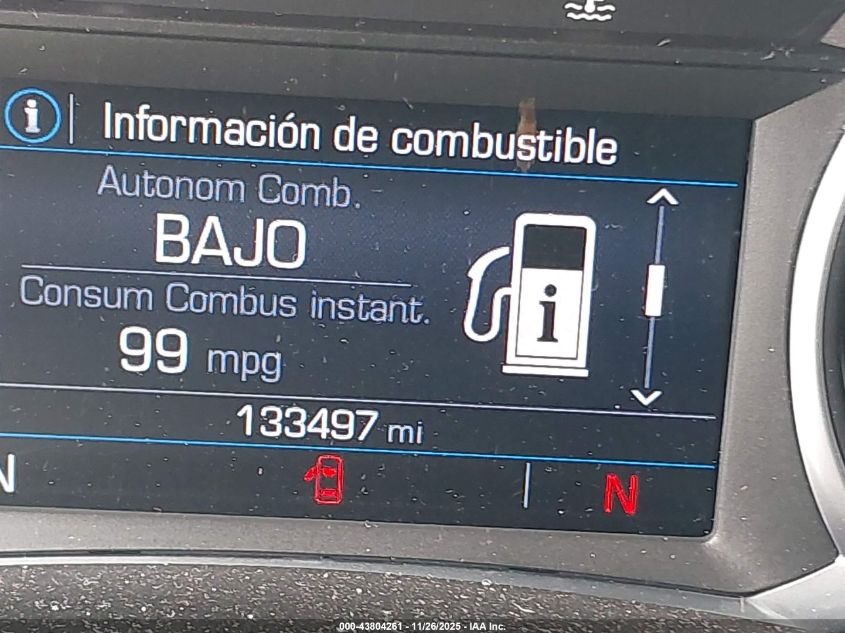 i Información de combustible
Autonom Comb.
BAJO
Consum Combus instant.
99 mpg
i
133497 mi
N
N
000-43804261 - 11/26/2025 - IAA Inc.